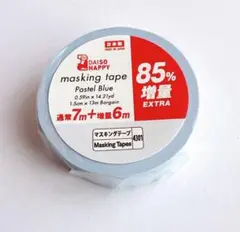 日本製
DAISO
HAPPY
masking tape
Pastel Blue
0.59in x 14.21yd
1.5cm x 13m Bargain
通常7m+増量6m
85%
増量
EXTRA
マスキングテープ
Masking Tapes
4301